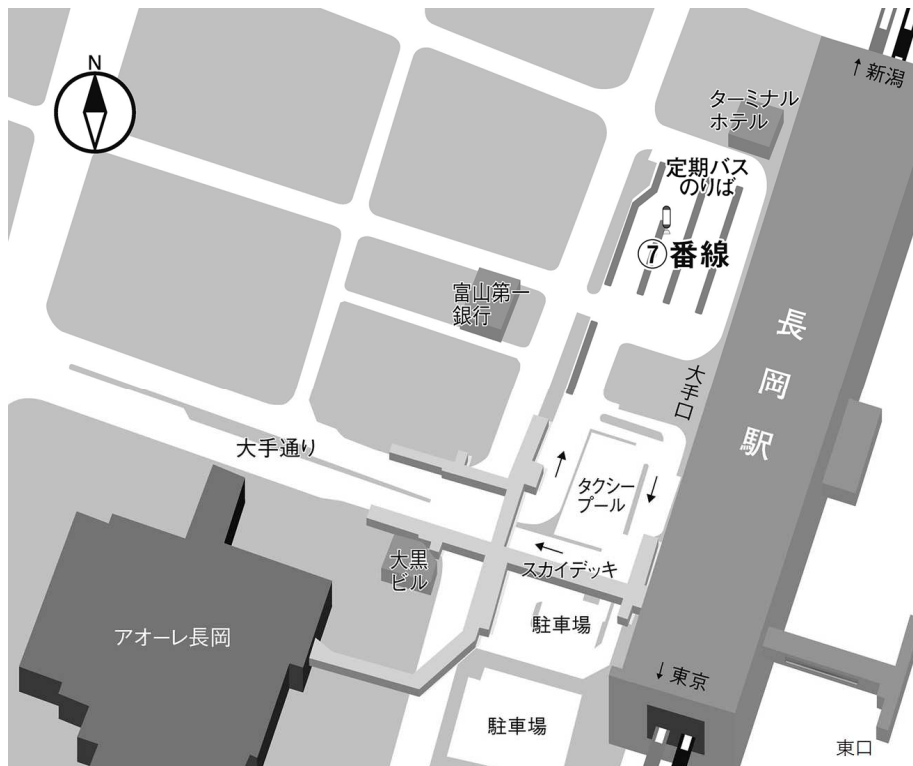 N
↑新潟
ターミナル
ホテル
定期バス
のりば
⑦番線
富山第一
銀行
長岡駅
大手口
大手通り
タクシー
プール
大黒
ビル
スカイデッキ
アオーレ長岡
駐車場
↓東京
駐車場
東口